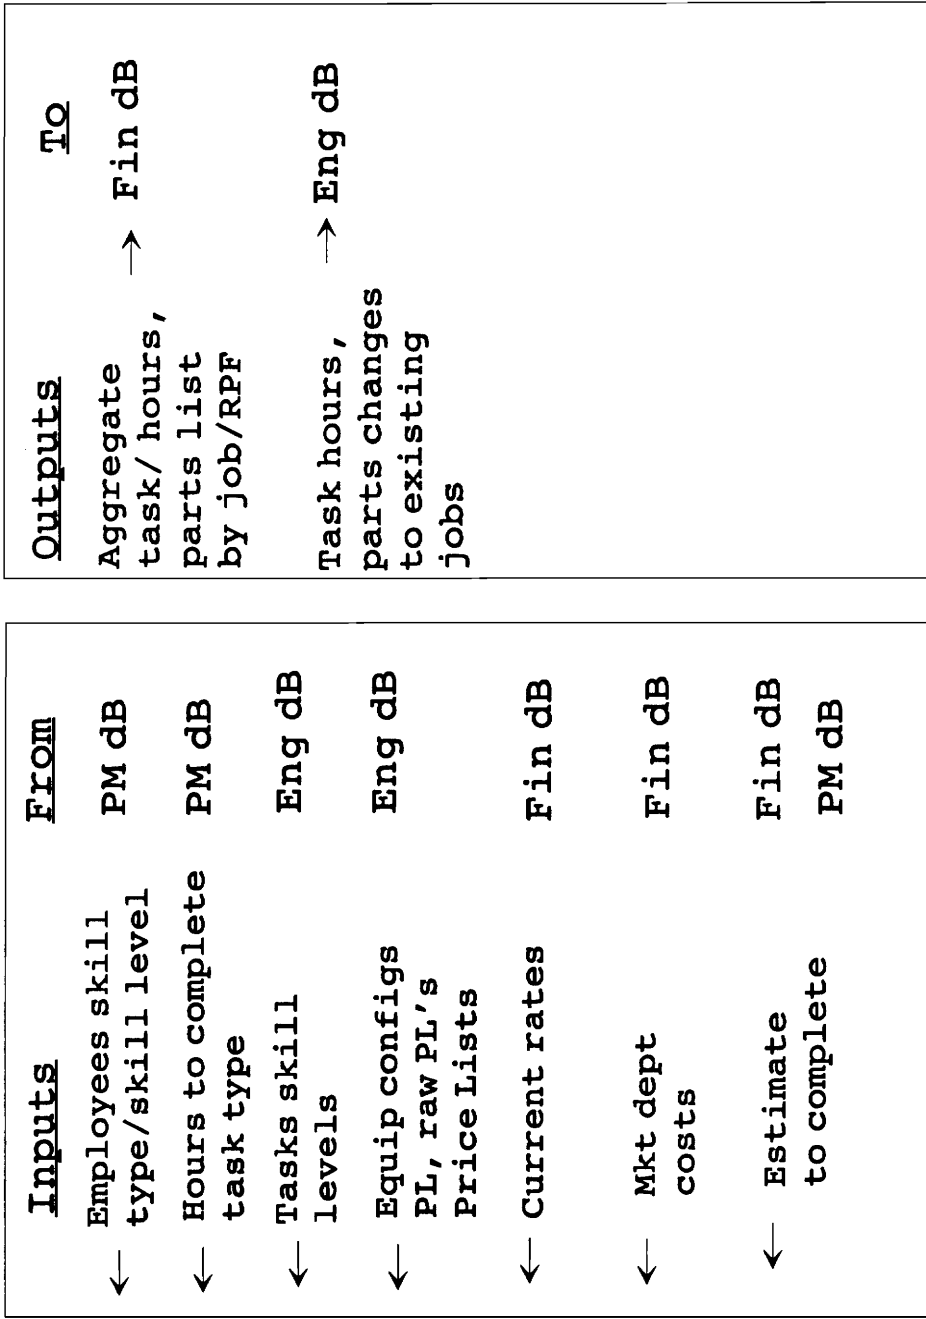 Inputs From
Employees skill PM dB
type/skill level
Hours to complete PM dB
task type
Tasks skill Eng dB
levels
Equip configs Eng dB
PL, raw PL's
Price Lists
Current rates Fin dB
Mkt dept Fin dB
costs
Estimate Fin dB
to complete PM dB
Outputs To
Aggregate → Fin dB
task/ hours,
parts list
by job/RPF
Task hours, → Eng dB
parts changes
to existing
jobs